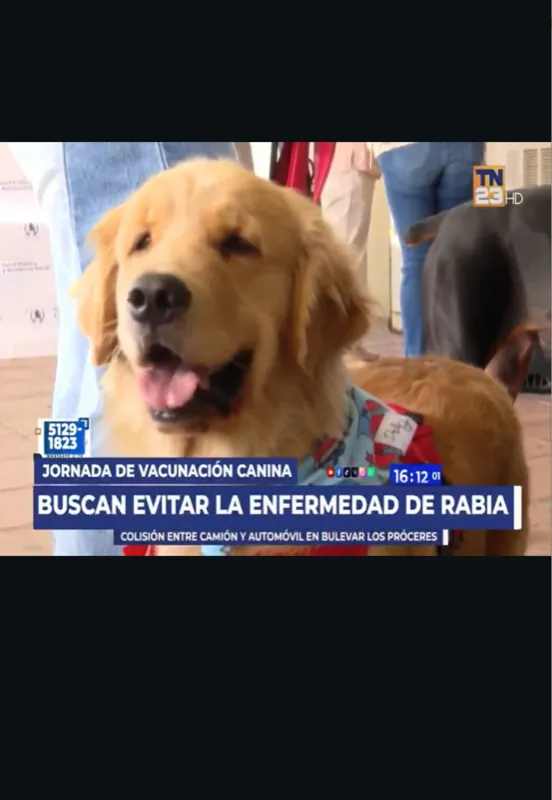 TN
23 HD
5129-
1823
JORNADA DE VACUNACIÓN CANINA
16:12 01
BUSCAN EVITAR LA ENFERMEDAD DE RABIA
COLISIÓN ENTRE CAMIÓN Y AUTOMÓVIL EN BULEVAR LOS PRÓCERES